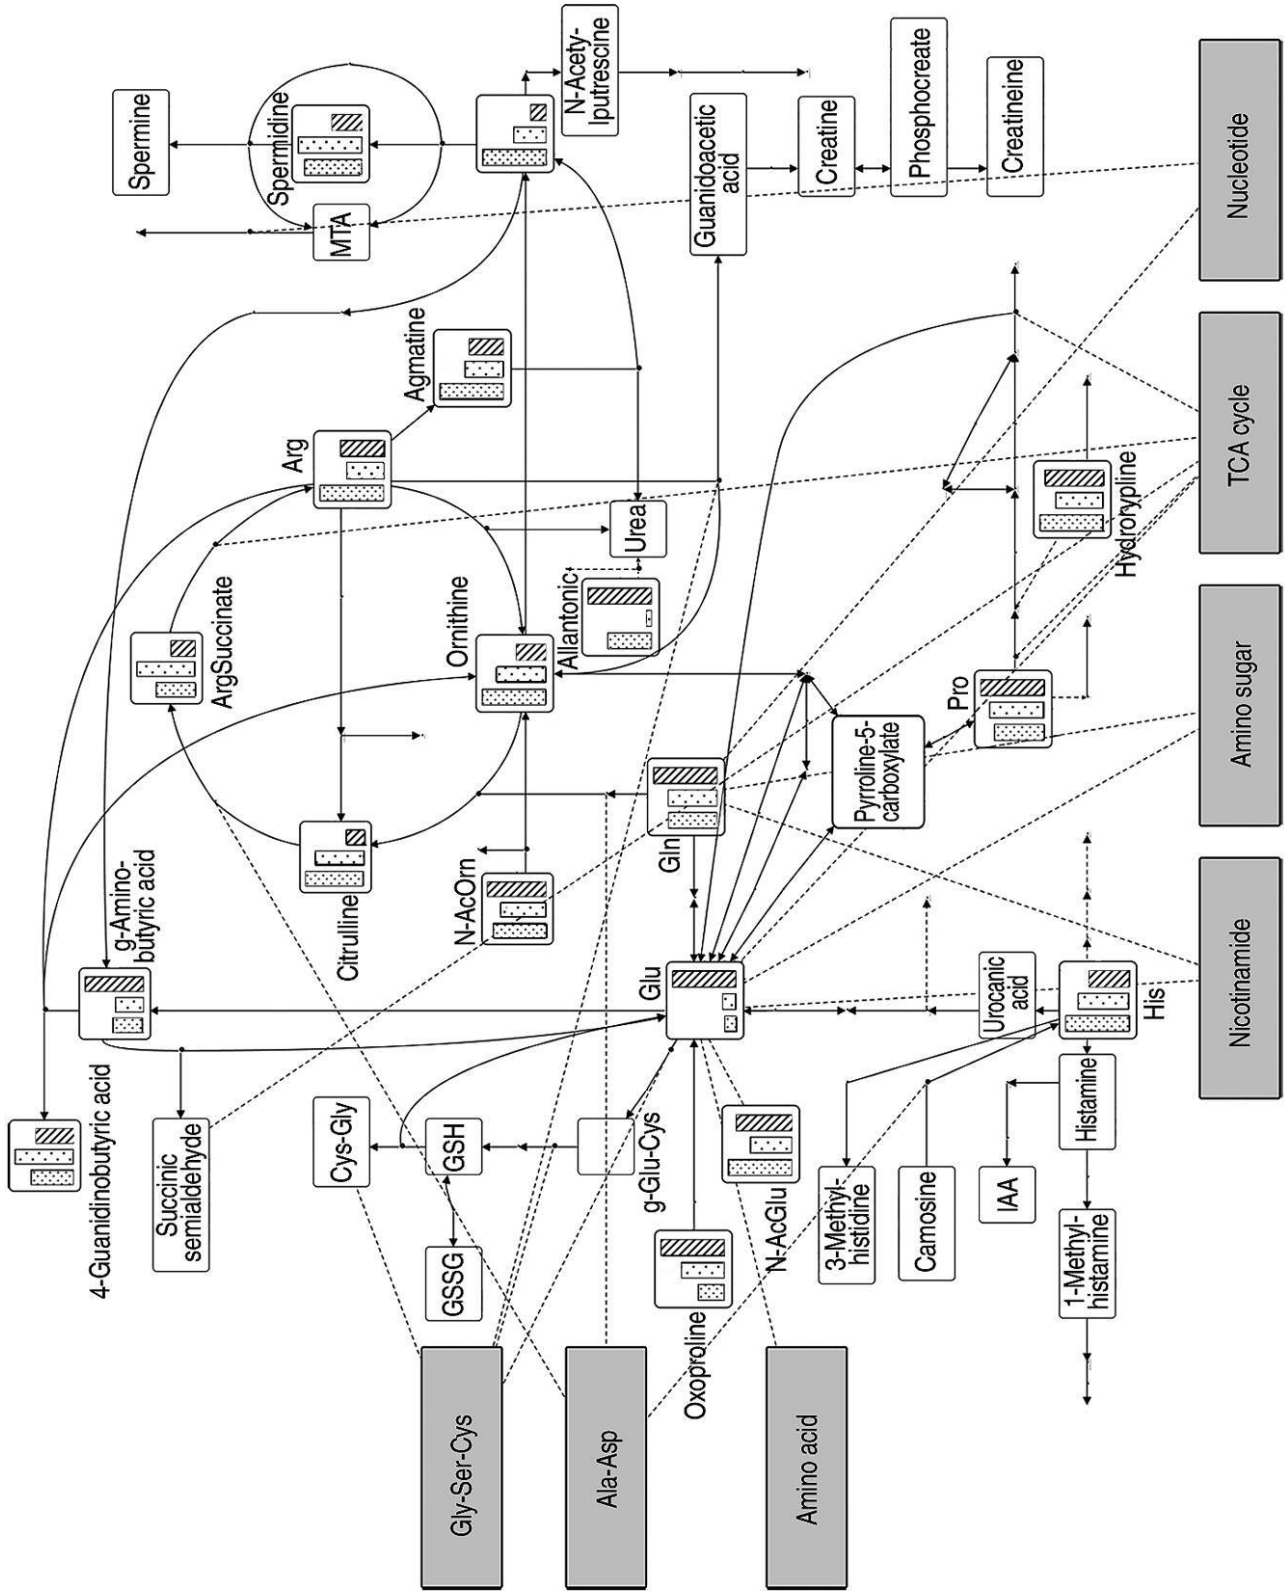 4-Guanidinobutyric acid
Succinic
semialdehyde
g-Amino-
butyric acid
Spermine
ArgSuccinate
Citrulline
Cys-Gly
Arg
MTA
Spermidine
GSSG
GSH
N-AcOrn
Ornithine
Agmatine
g-Glu-Cys
Allantonic
Urea
N-Acety-
lputrescine
Oxoproline
Glu
Gln
Guanidoacetic
acid
N-AcGlu
3-Methyl-
histidine
Pyrroline-5-
carboxylate
Creatine
Camosine
Pro
Phosphocreate
IAA
Urocanic
acid
Creatineine
1-Methyl-
histamine
Histamine
His
Hydrorypline
Gly-Ser-Cys
Ala-Asp
Amino acid
Nicotinamide
Amino sugar
TCA cycle
Nucleotide